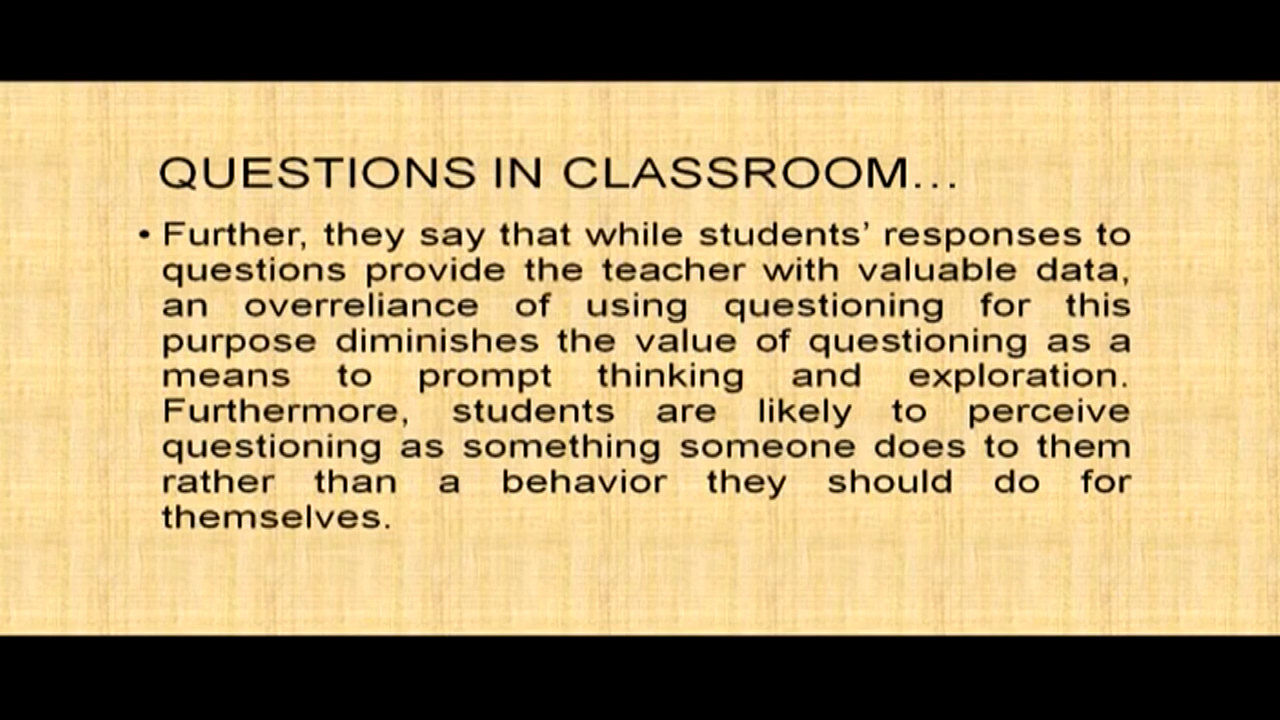 QUESTIONS IN CLASSROOM...
• Further, they say that while students’ responses to
questions provide the teacher with valuable data,
an overreliance of using questioning for this
purpose diminishes the value of questioning as a
means to prompt thinking and exploration.
Furthermore, students are likely to perceive
questioning as something someone does to them
rather than a behavior they should do for
themselves.